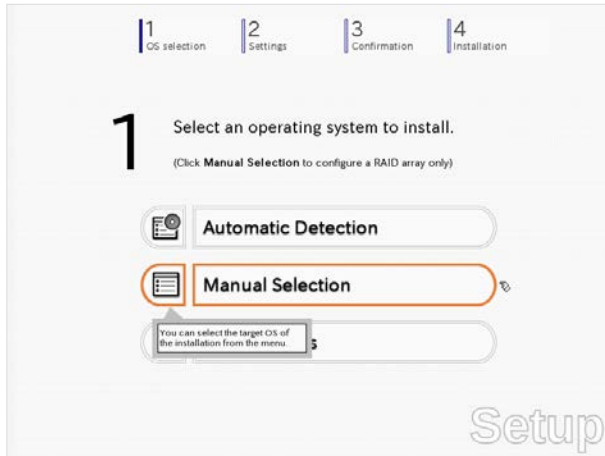 1
OS selection
2
Settings
3
Confirmation
4
Installation
1
Select an operating system to install.
(Click Manual Selection to configure a RAID array only)
Automatic Detection
Manual Selection
You can select the target OS of
the installation from the menu.
s
Setup